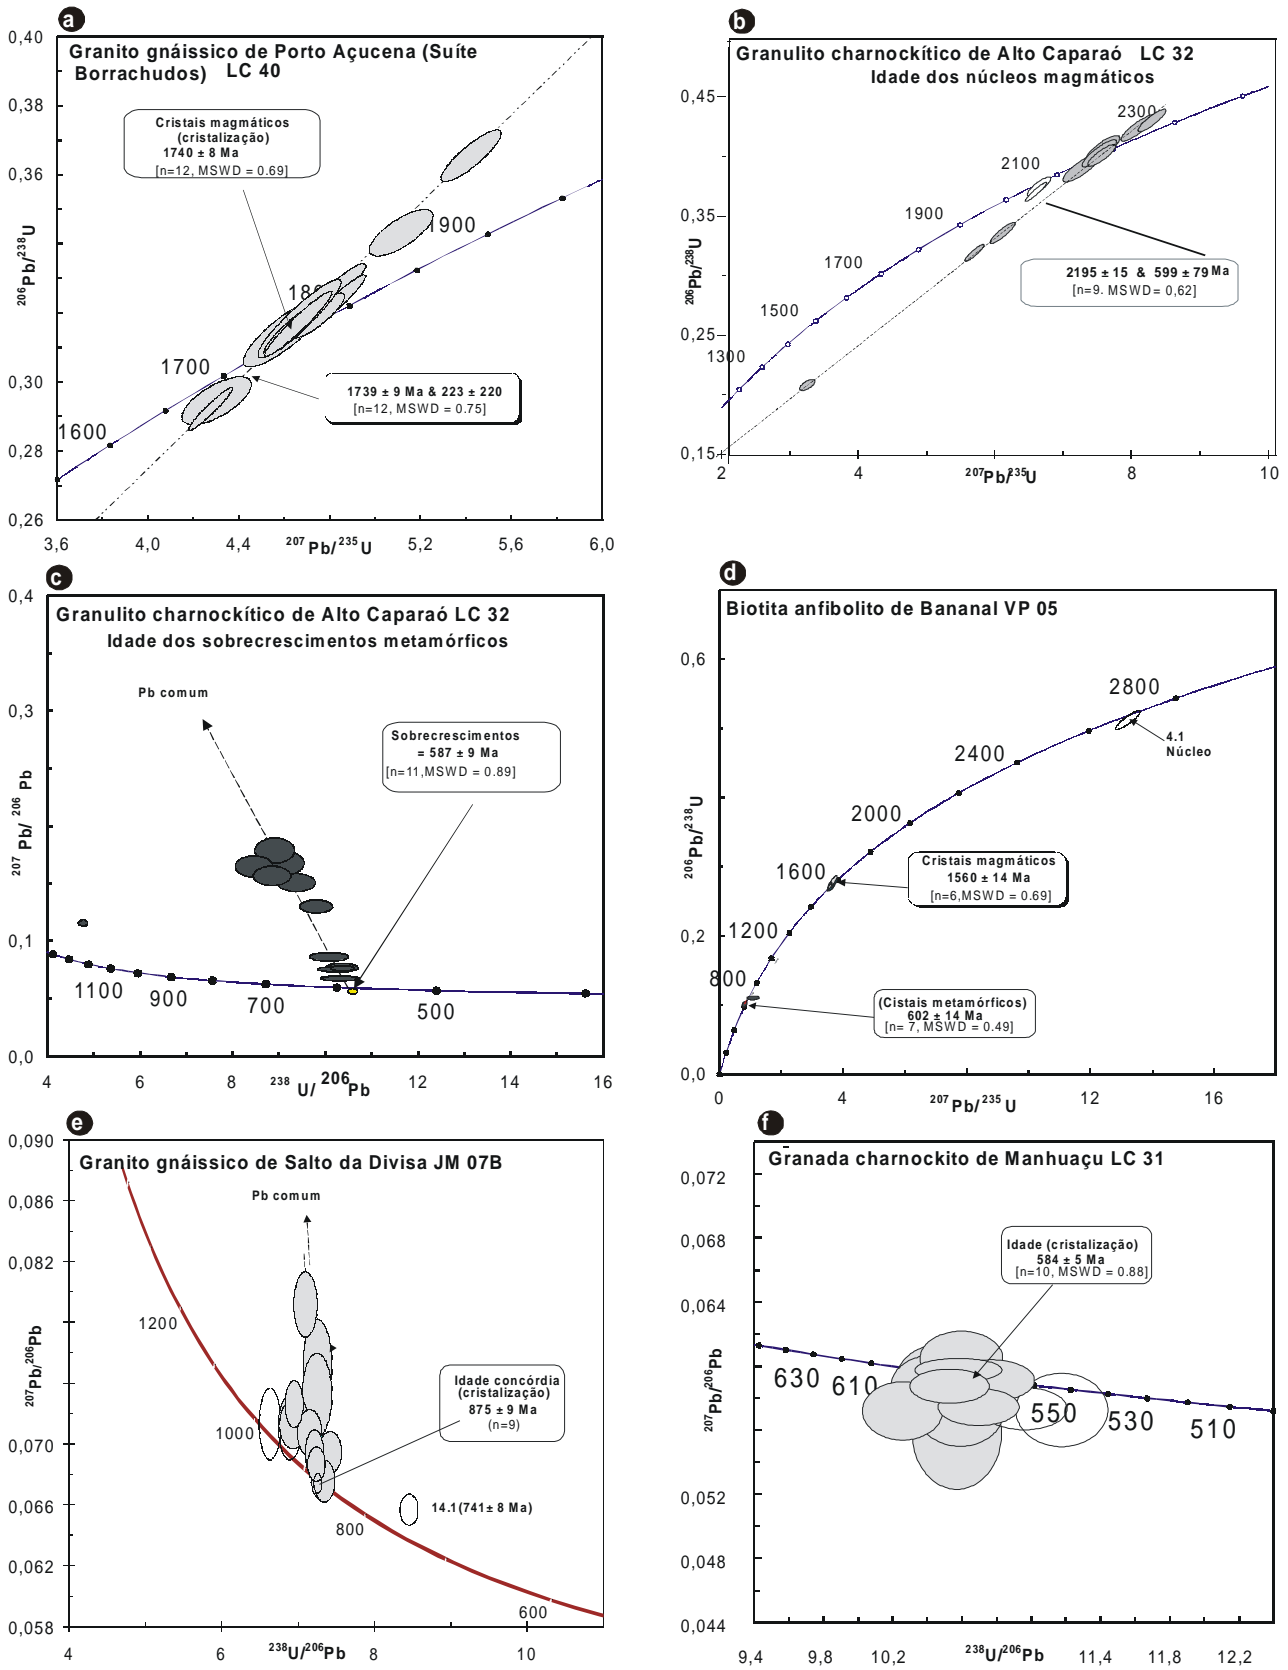 a
Granito gnáissico de Porto Açucena (Suíte
Borrachudos) LC 40
Cristais magmáticos
(cristalização)
1740 ± 8 Ma
[n=12, MSWD = 0.69]
1739 ± 9 Ma & 223 ± 220
[n=12, MSWD = 0.75]
1600
1700
1900
0,40
0,38
0,36
0,30
0,28
0,26
206Pb/238U
3,6
4,0
4,4
5,2
5,6
6,0
207Pb/235U
b
Granulito charnockítico de Alto Caparaó LC 32
Idade dos núcleos magmáticos
2300
2100
1900
1700
1500
1300
2195 ± 15 & 599 ± 79 Ma
[n=9. MSWD = 0,62]
0,45
0,35
0,25
0,15
206Pb/238U
2
4
8
10
207Pb/235U
c
Granulito charnockítico de Alto Caparaó LC 32
Idade dos sobrecrescimentos metamórficos
Pb comum
Sobrecrescimentos
= 587 ± 9 Ma
[n=11,MSWD = 0.89]
1100
900
700
500
0,4
0,3
0,1
0,0
207Pb/206Pb
4
6
8
10
12
14
16
238U/206Pb
d
Biotita anfibolito de Bananal VP 05
2800
2400
2000
1600
1200
800
4.1
Núcleo
Cristais magmáticos
1560 ± 14 Ma
[n=6,MSWD = 0.69]
(Cistais metamórficos)
602 ± 14 Ma
[n= 7, MSWD = 0.49]
0,6
0,2
0,0
206Pb/238U
0
4
12
16
207Pb/235U
e
Granito gnáissico de Salto da Divisa JM 07B
Pb comum
1200
1000
800
600
Idade concórdia
(cristalização)
875 ± 9 Ma
(n=9)
14.1(741± 8 Ma)
0,090
0,086
0,082
0,070
0,066
0,062
0,058
207Pb/206Pb
4
6
8
10
238U/206Pb
f
Granada charnockito de Manhuaçu LC 31
Idade (cristalização)
584 ± 5 Ma
[n=10, MSWD = 0.88]
630
610
550
530
510
0,072
0,068
0,064
0,052
0,048
0,044
207Pb/206Pb
9,4
9,8
10,2
11,4
11,8
12,2
238U/206Pb